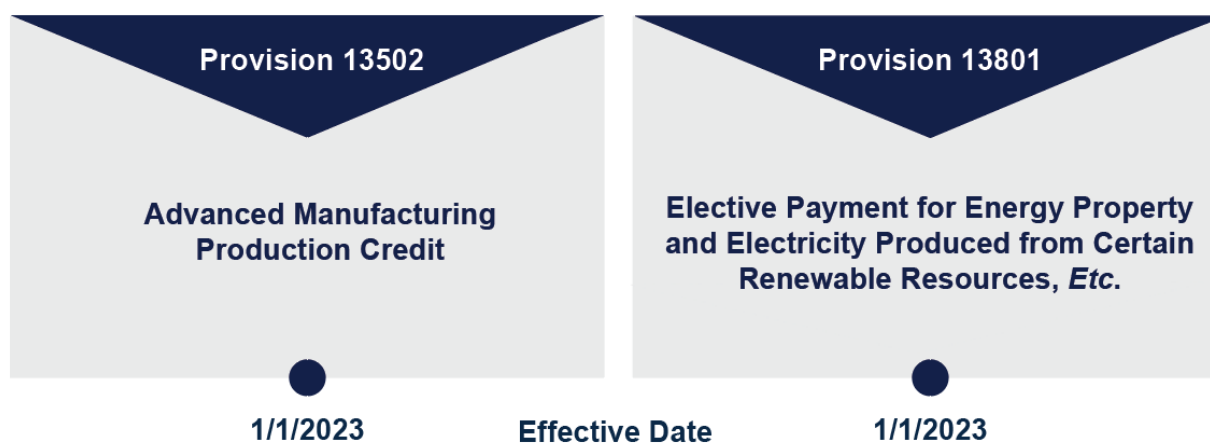 Provision 13502
Advanced Manufacturing
Production Credit
Provision 13801
Elective Payment for Energy Property
and Electricity Produced from Certain
Renewable Resources, Etc.
1/1/2023
Effective Date
1/1/2023